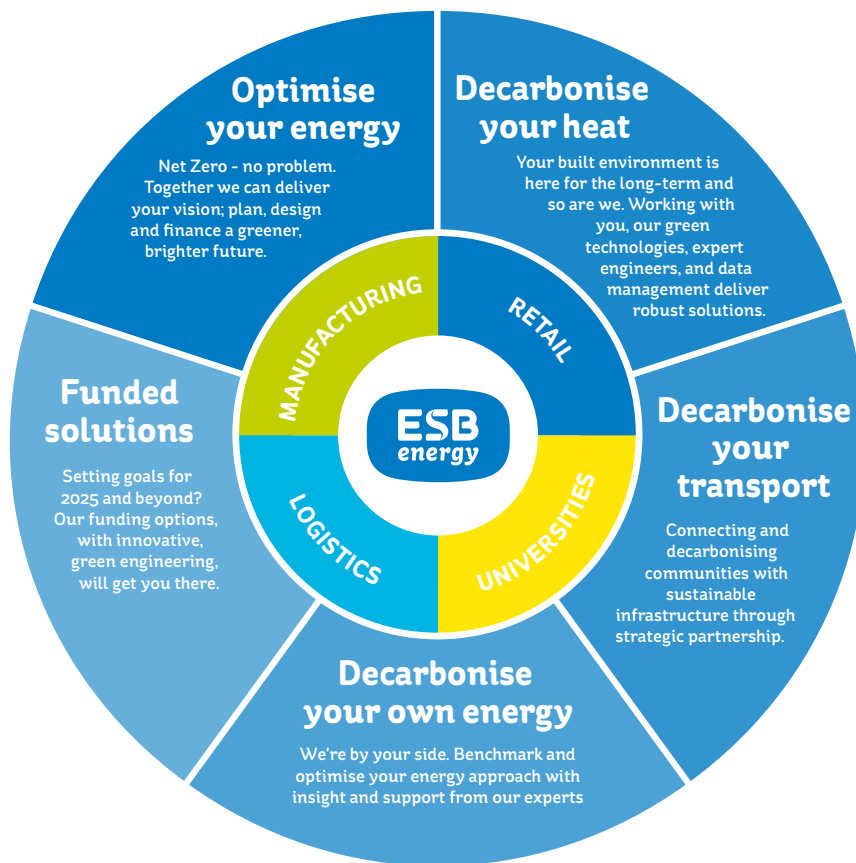 Optimise
your energy
Net Zero - no problem.
Together we can deliver
your vision; plan, design
and finance a greener,
brighter future.
Decarbonise
your heat
Your built environment is
here for the long-term and
so are we. Working with
you, our green
technologies, expert
engineers, and data
management deliver
robust solutions.
MANUFACTURING
RETAIL
Funded
solutions
Setting goals for
2025 and beyond?
Our funding options,
with innovative,
green engineering,
will get you there.
ESB
energy
Decarbonise
your
transport
Connecting and
decarbonising
communities with
sustainable
infrastructure through
strategic partnership.
LOGISTICS
UNIVERSITIES
Decarbonise
your own energy
We're by your side. Benchmark and
optimise your energy approach with
insight and support from our experts